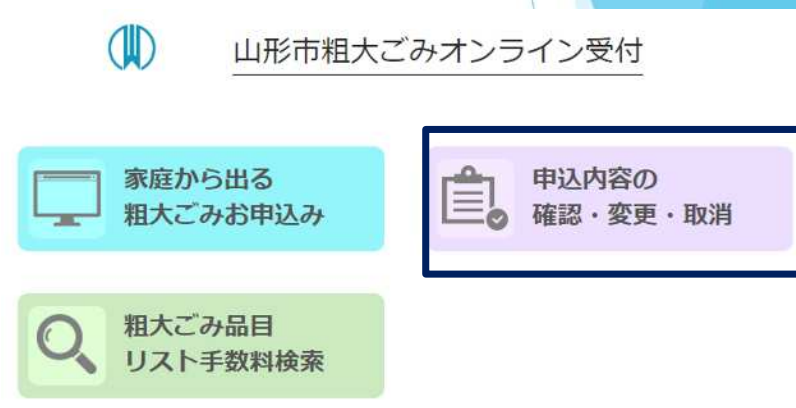 山形市粗大ごみオンライン受付
家庭から出る
粗大ごみお申込み
申込内容の
確認・変更・取消
粗大ごみ品目
リスト手数料検索